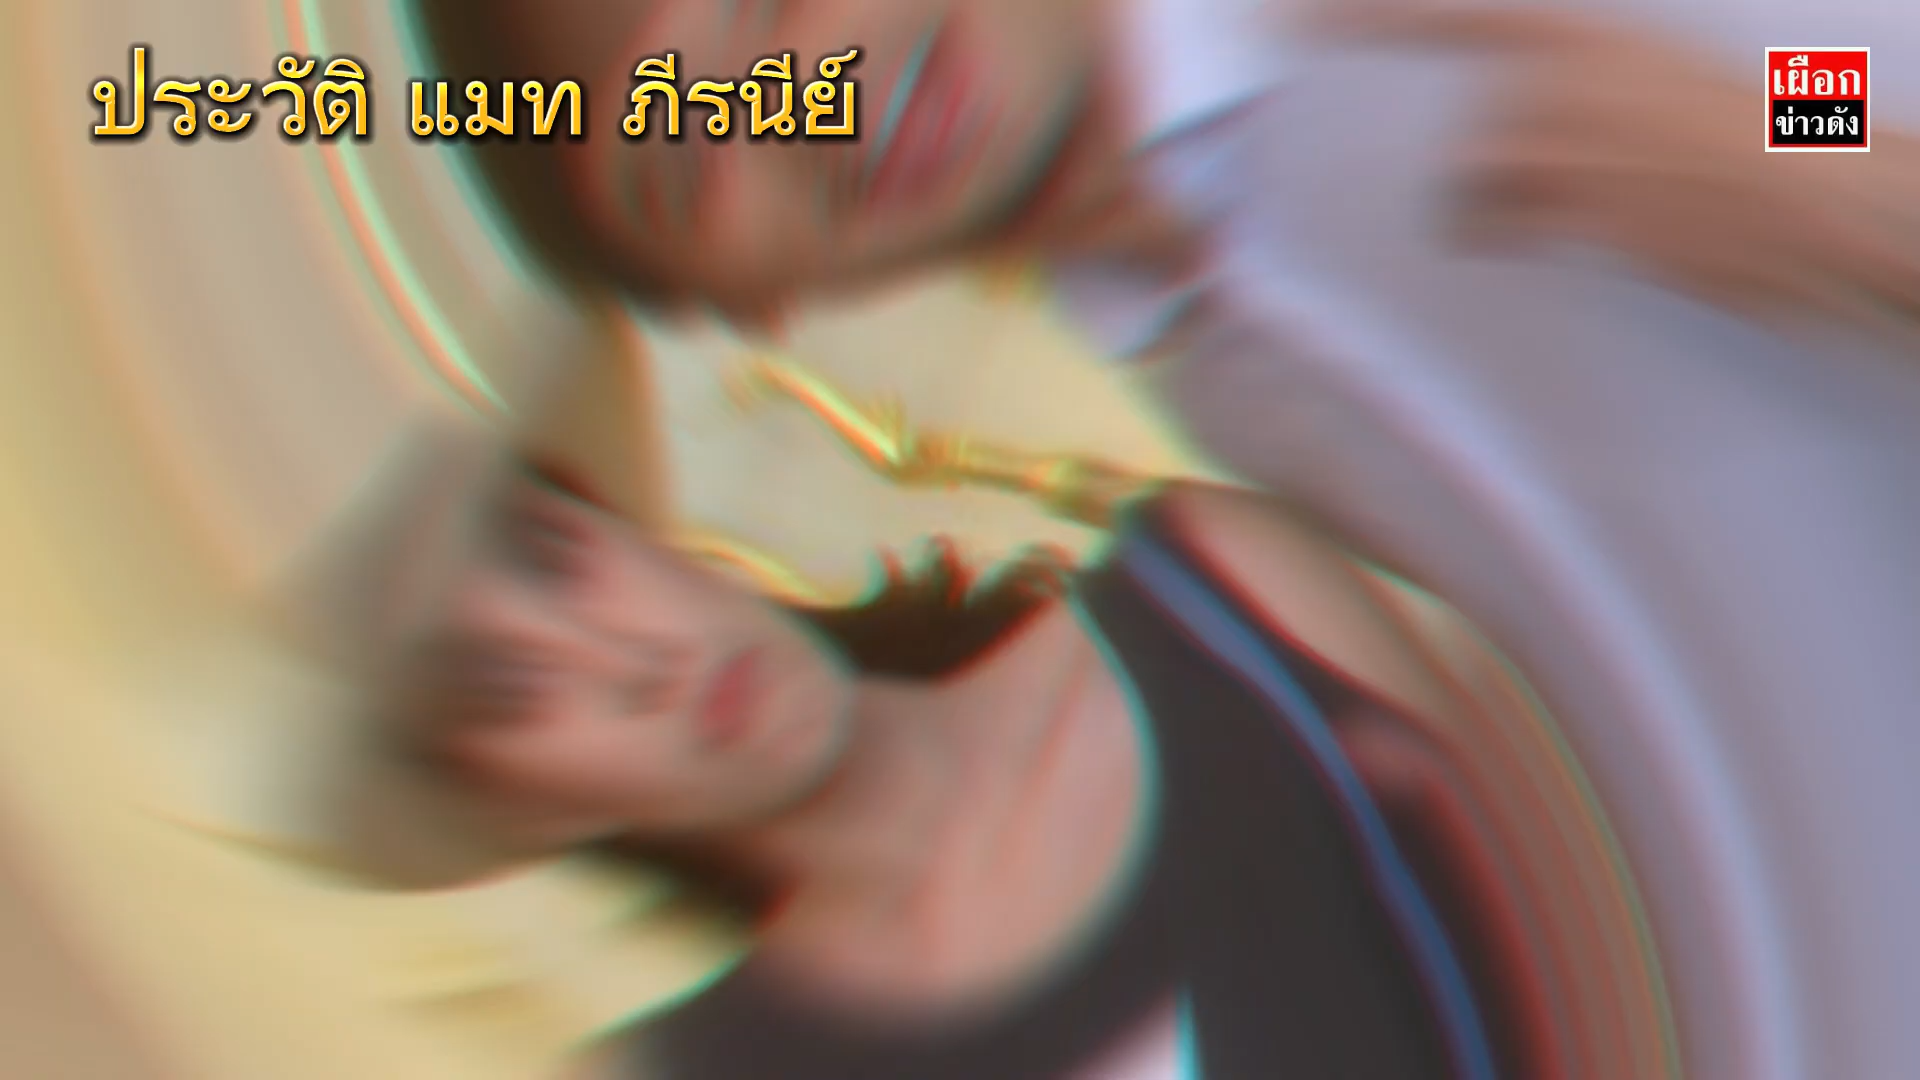 ประวัติ แมท ภีรนีย์
เผือก
ข่าวดัง